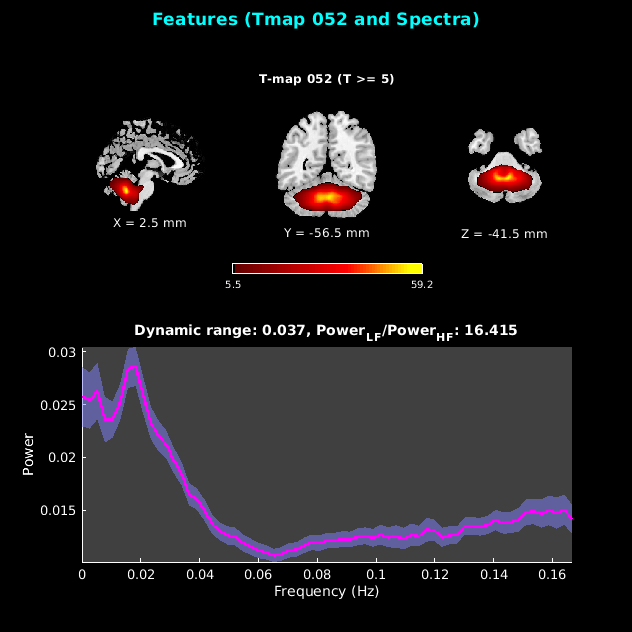 Features (Tmap 052 and Spectra)
T-map 052 (T >= 5)
X = 2.5 mm
Y = -56.5 mm
Z = -41.5 mm
5.5
59.2
Dynamic range: 0.037, Power_LF/Power_HF: 16.415
0.03
0.025
0.02
0.015
Power
0
0.02
0.04
0.06
0.08
0.1
0.12
0.14
0.16
Frequency (Hz)